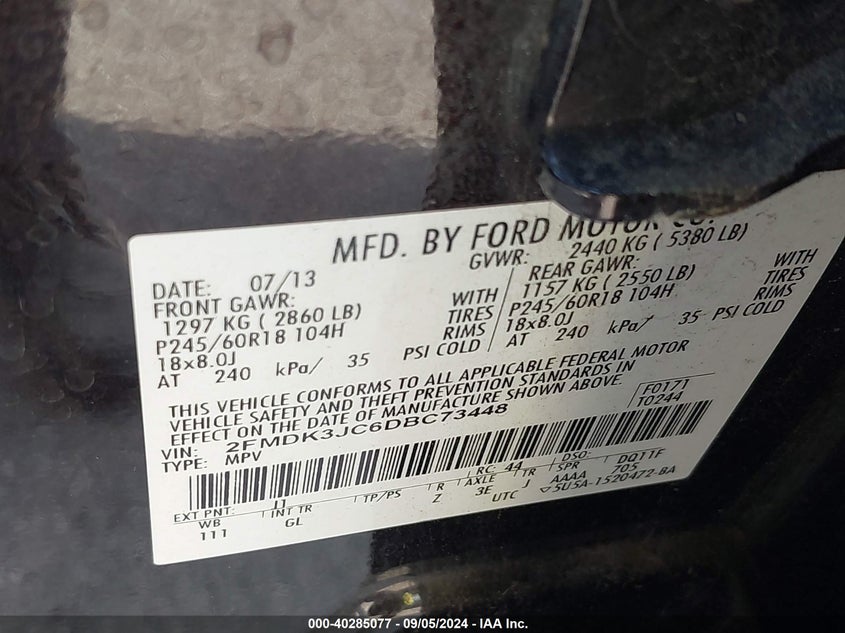 MFD. BY FORD MOTOR CO.
DATE: 07/13 GVWR: 2440 KG ( 5380 LB)
FRONT GAWR: REAR GAWR:
1297 KG ( 2860 LB) WITH 1157 KG ( 2550 LB) WITH
P245/60R18 104H TIRES P245/60R18 104H TIRES
18x8.0J RIMS 18x8.0J RIMS
AT 240 kPa/ 35 PSI COLD AT 240 kPa/ 35 PSI COLD
THIS VEHICLE CONFORMS TO ALL APPLICABLE FEDERAL MOTOR
VEHICLE SAFETY AND THEFT PREVENTION STANDARDS IN
EFFECT ON THE DATE OF MANUFACTURE SHOWN ABOVE.
F0171
T0244
VIN: 2FMDK3JC6DBC73448
TYPE: MPV
EXT PNT: J1 RC: 44 DSO:
WB INT TR TP/PS R AXLE TR SPR DQ11F
111 GL Z 3E J AAAA 705
UTC 5U5A-1520472-BA
000-40285077 - 09/05/2024 - IAA Inc.